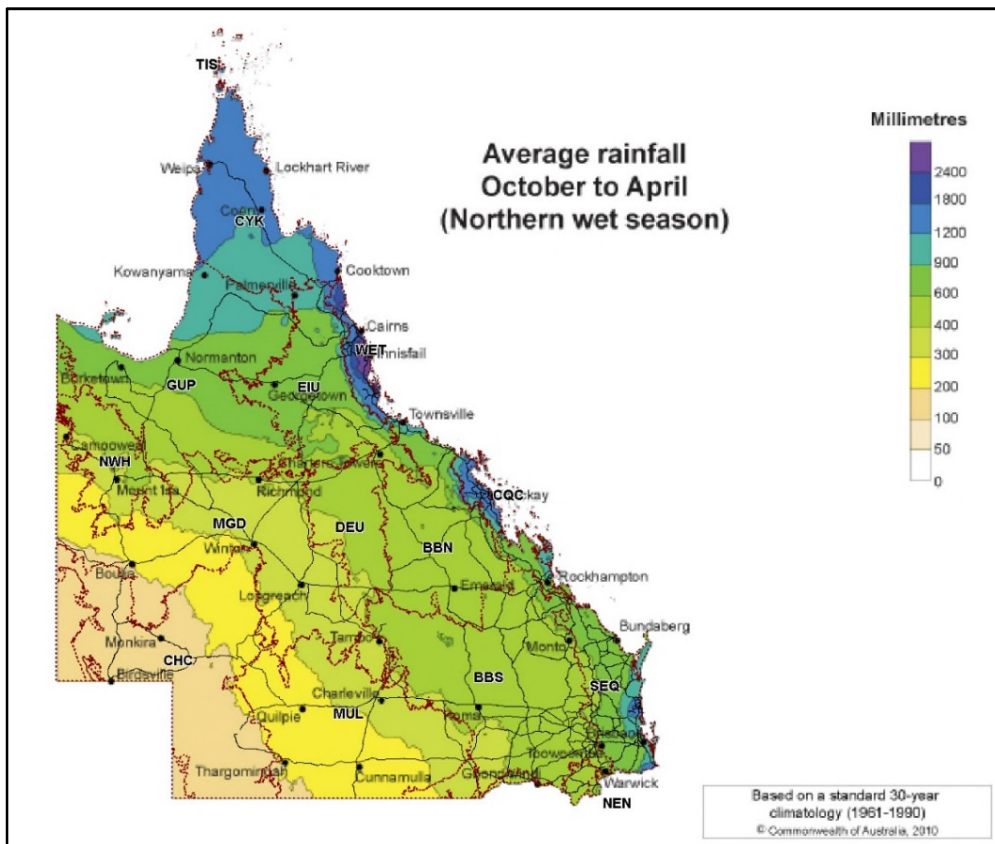 TIS
Average rainfall
October to April
(Northern wet season)
Millimetres
2400
1800
1200
900
600
400
300
200
100
50
0
Weipa
Lockhart River
Coen
CYK
Kowanyama
Palmerville
Cooktown
Cairns
WET
Innisfail
Normanton
Burketown
GUP
EIU
Georgetown
Townsville
Camooweal
Charters Towers
NWH
Mount Isa
Richmond
CQC
Mackay
MGD
DEU
BBN
Winton
Boulia
Longreach
Emerald
Rockhampton
Monkira
Tambo
Monto
Bundaberg
CHC
Birdsville
BBS
SEQ
Charleville
Quilpie
MUL
Roma
Brisbane
Toowoomba
Thargomindah
Cunnamulla
Goondiwindi
Warwick
NEN
Based on a standard 30-year
climatology (1961-1990)
© Commonwealth of Australia, 2010